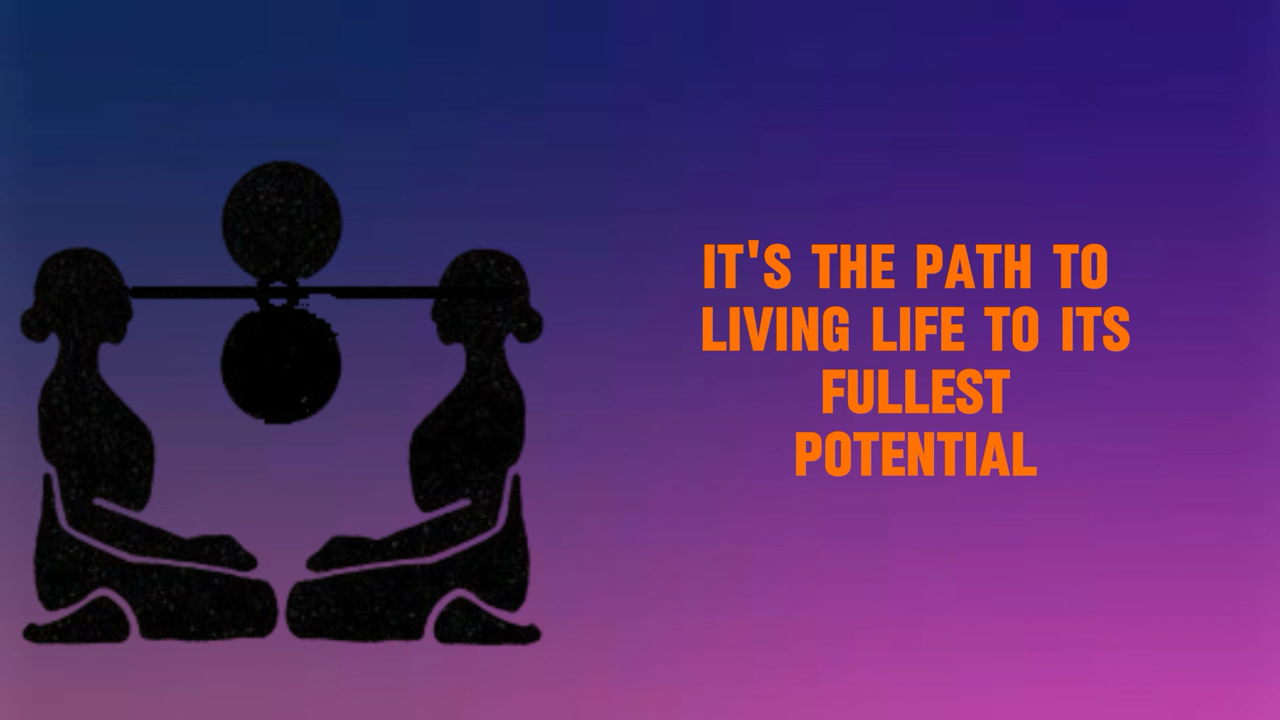 IT'S THE PATH TO
LIVING LIFE TO ITS
FULLEST
POTENTIAL